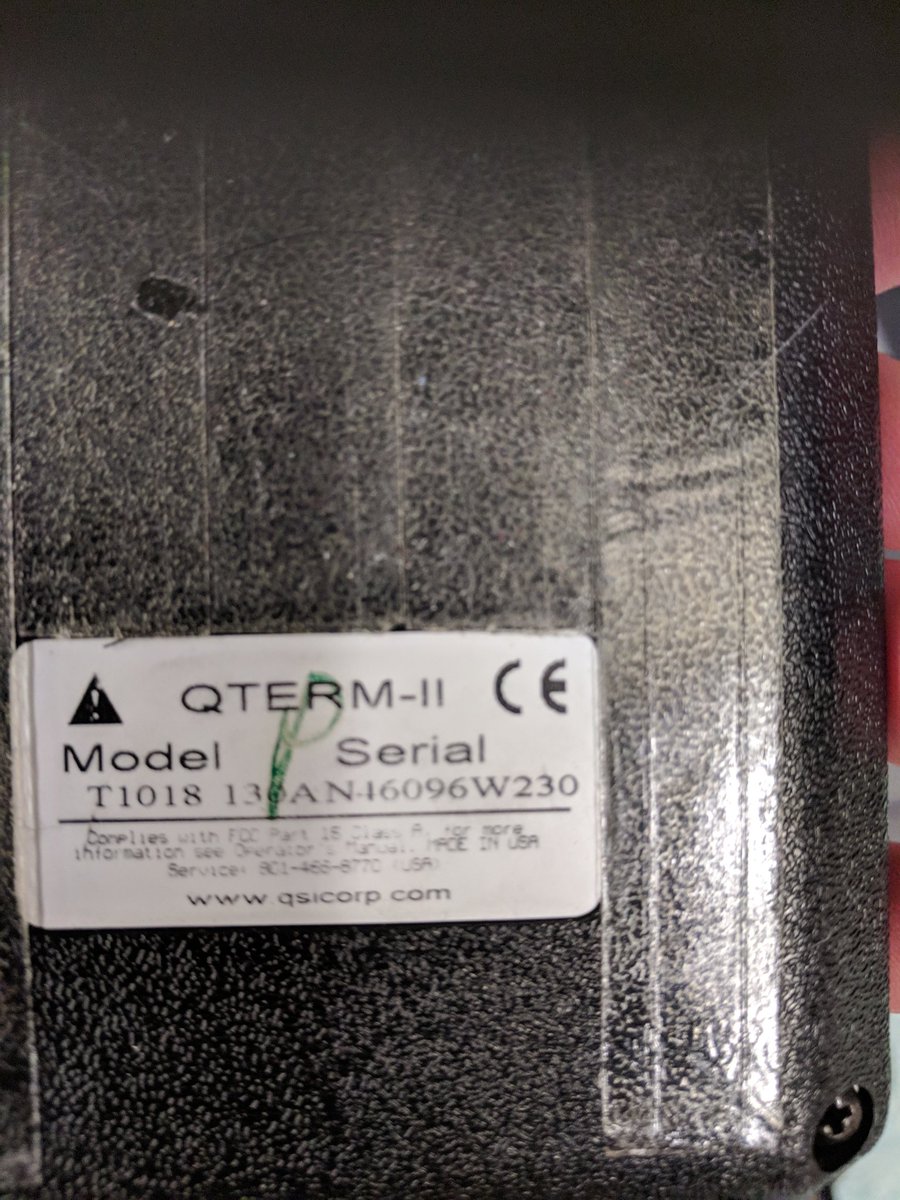 QTERM-II CE
Model Serial
T1018 130AN46096W230
Complies with FCC Part 15 Class A, for more
information see Operator's Manual. MADE IN USA
Service: 801-466-8770 (USA)
www.qsicorp.com